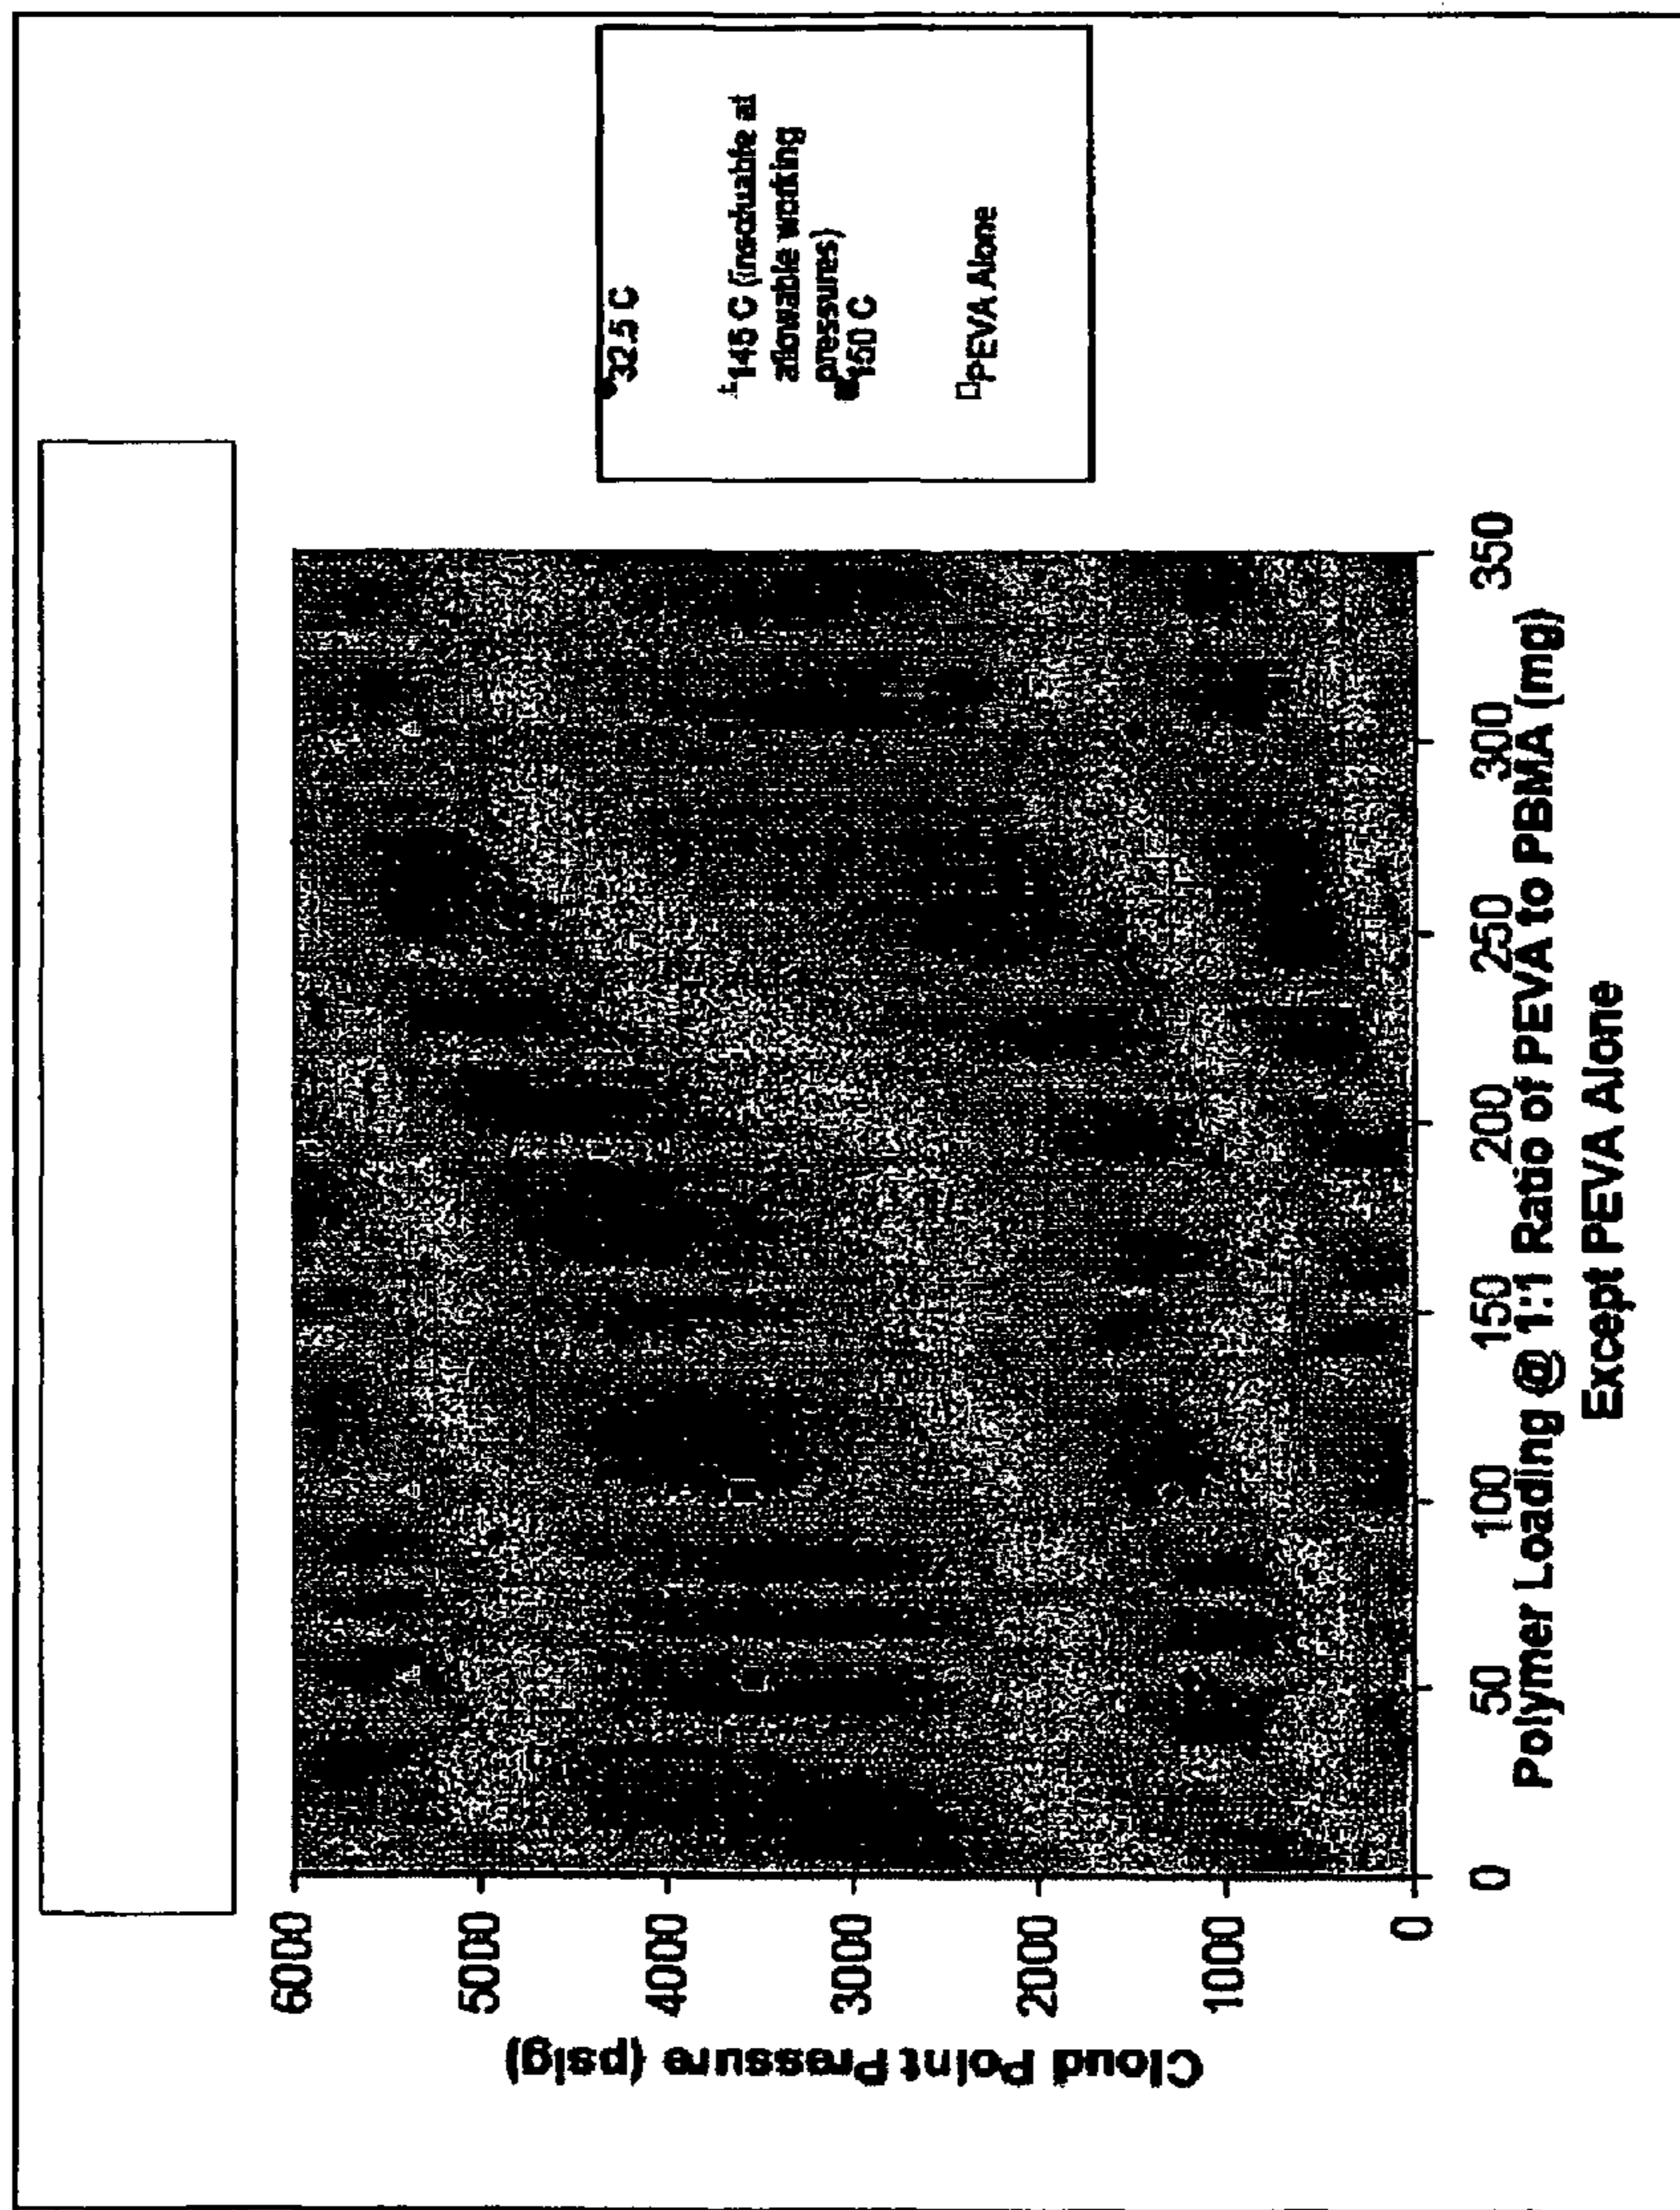 6000
5000
4000
3000
2000
1000
0
Cloud Point Pressure (psig)
0
50
100
150
200
250
300
350
Polymer Loading @ 1:1 Ratio of PEVA to PBMA (mg)
Except PEVA Alone
32.5 C
145 C (insoluable at
allowable working
pressures)
150 C
PEVA Alone